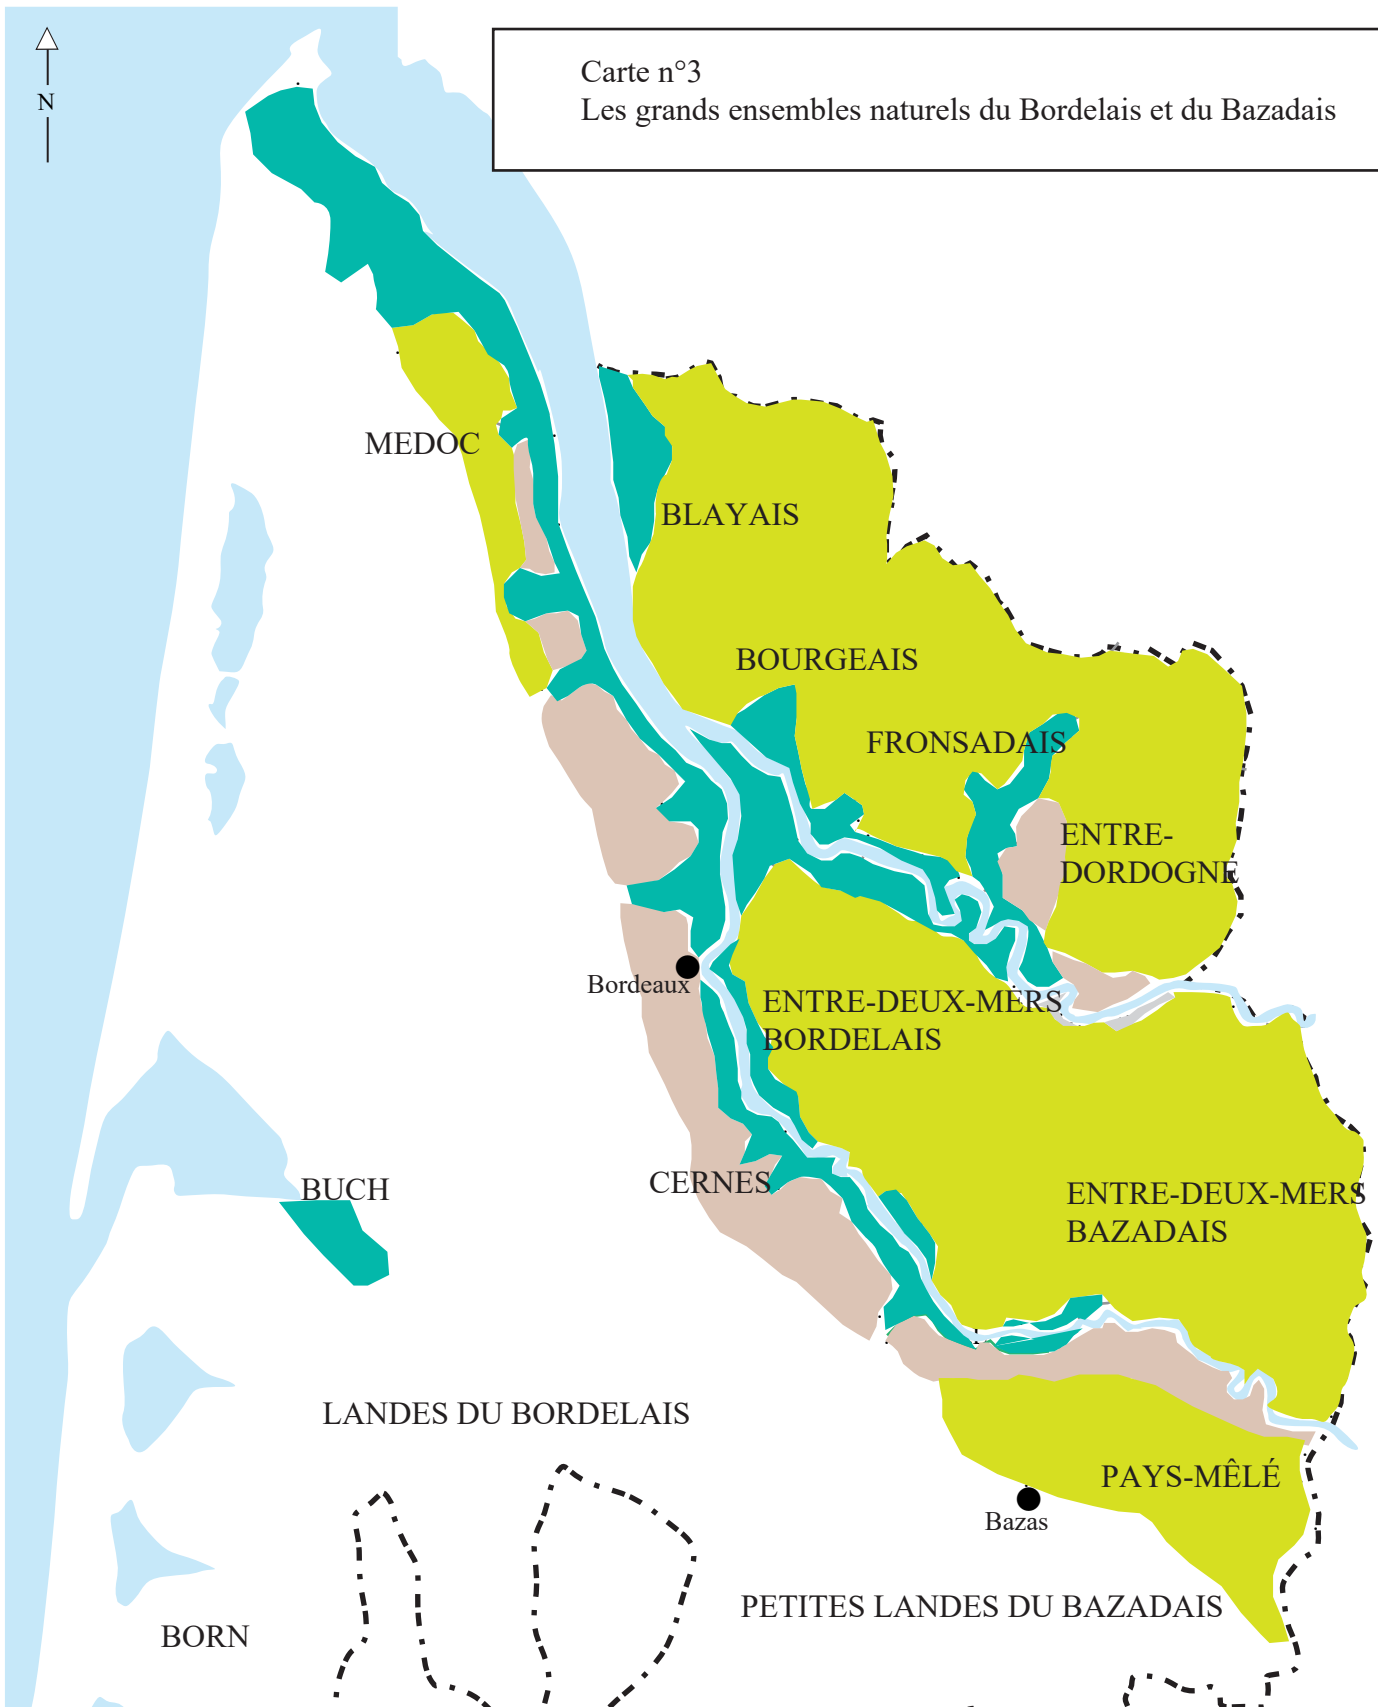 N
Carte n°3
Les grands ensembles naturels du Bordelais et du Bazadais
MEDOC
BLAYAIS
BOURGEAIS
FRONSADAIS
ENTRE-
DORDOGNE
Bordeaux
ENTRE-DEUX-MERS
BORDELAIS
BUCH
CERNES
ENTRE-DEUX-MERS
BAZADAIS
LANDES DU BORDELAIS
PAYS-MÊLÉ
Bazas
PETITES LANDES DU BAZADAIS
BORN